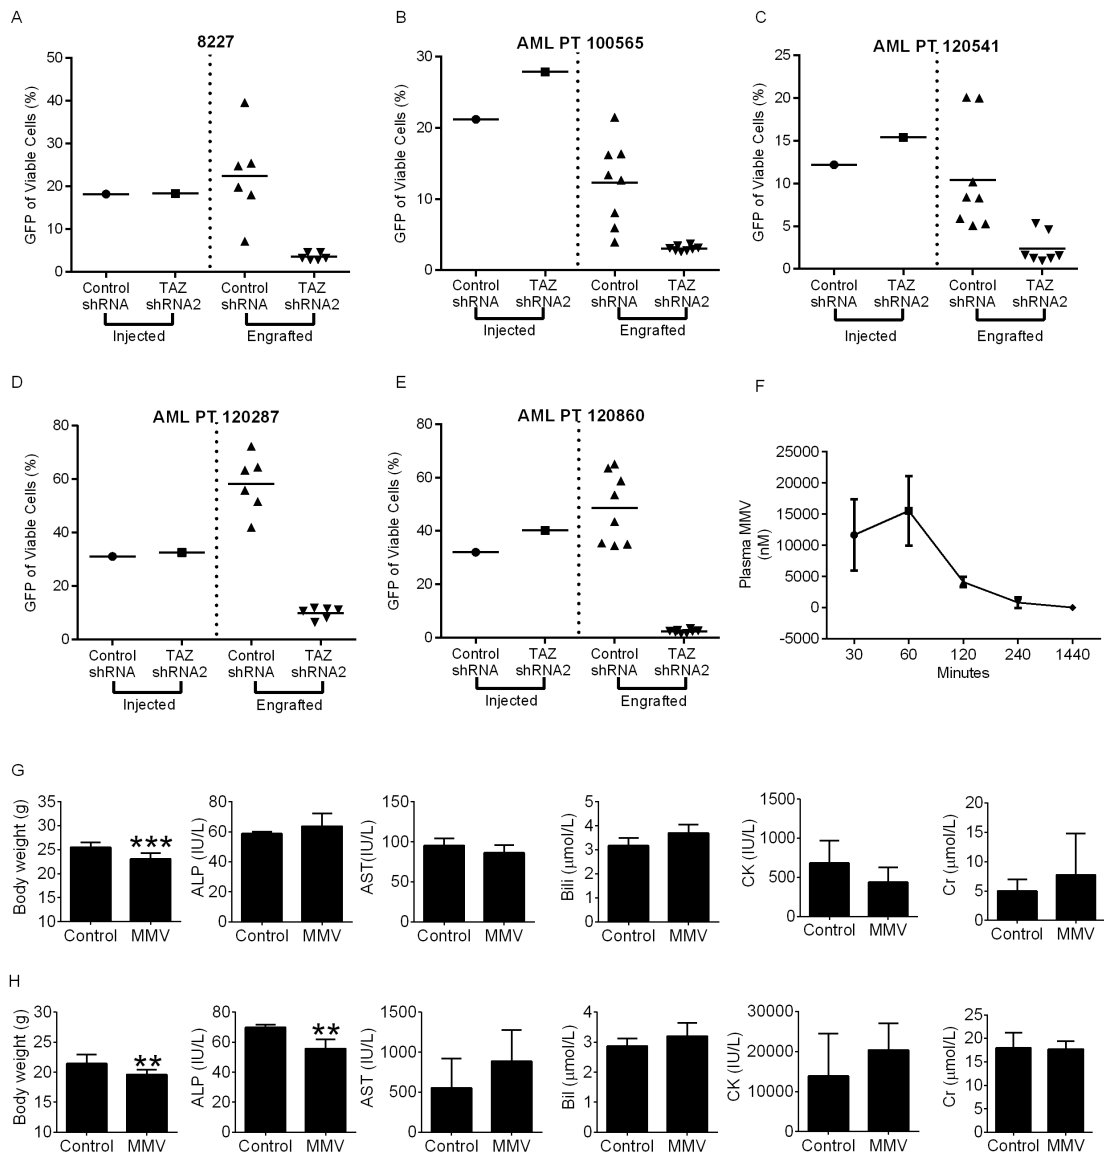 A
8227
GFP of Viable Cells (%)
50
40
30
20
10
0
Control shRNA
TAZ shRNA2
Control shRNA
TAZ shRNA2
Injected
Engrafted
B
AML PT 100565
GFP of Viable Cells (%)
30
20
10
0
Control shRNA
TAZ shRNA2
Control shRNA
TAZ shRNA2
Injected
Engrafted
C
AML PT 120541
GFP of Viable Cells (%)
25
20
15
10
5
0
Control shRNA
TAZ shRNA2
Control shRNA
TAZ shRNA2
Injected
Engrafted
D
AML PT 120287
GFP of Viable Cells (%)
80
60
40
20
0
Control shRNA
TAZ shRNA2
Control shRNA
TAZ shRNA2
Injected
Engrafted
E
AML PT 120860
GFP of Viable Cells (%)
80
60
40
20
0
Control shRNA
TAZ shRNA2
Control shRNA
TAZ shRNA2
Injected
Engrafted
F
Plasma MMV
(nM)
25000
20000
15000
10000
5000
0
-5000
30 60 120 240 1440
Minutes
G
Body weight (g)
35
30
25
20
15
10
***
Control MMV
ALP (IU/L)
80
60
40
20
0
Control MMV
AST(IU/L)
150
100
50
0
Control MMV
Bili (μmol/L)
5
4
3
2
1
0
Control MMV
CK (IU/L)
1500
1000
500
0
Control MMV
Cr (μmol/L)
20
15
10
5
0
Control MMV
H
Body weight (g)
30
25
20
15
10
**
Control MMV
ALP (IU/L)
80
60
40
20
0
**
Control MMV
AST (IU/L)
1500
1000
500
0
Control MMV
Bil (μmol/L)
4
3
2
1
0
Control MMV
CK (IU/L)
30000
20000
10000
0
Control MMV
Cr (μmol/L)
25
20
15
10
5
0
Control MMV